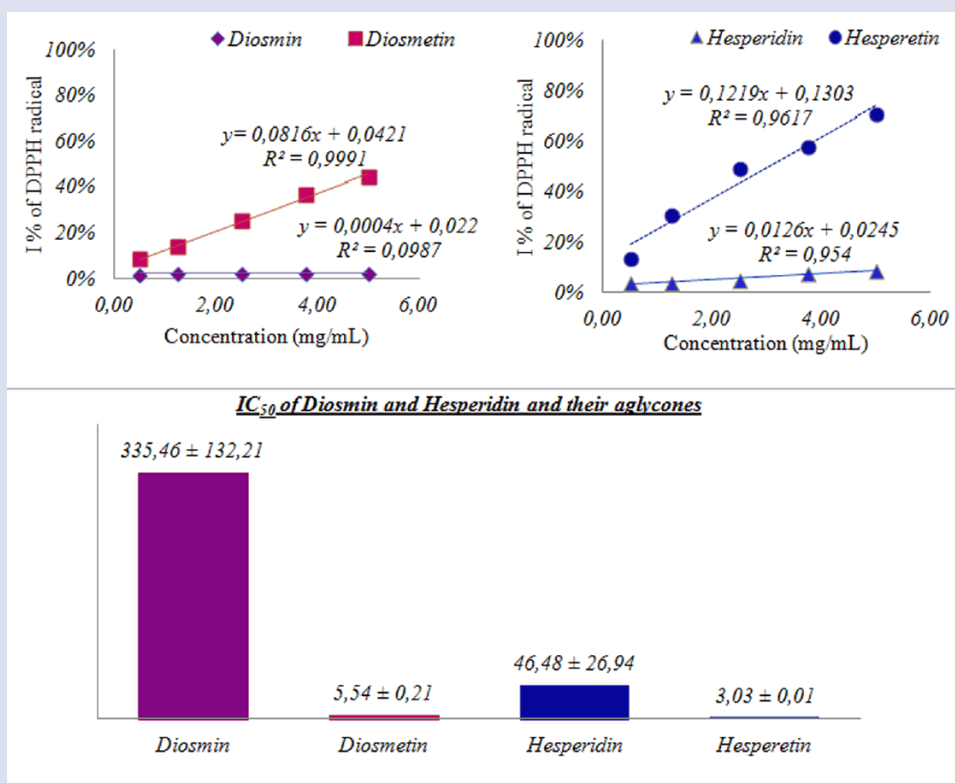 Diosmin Diosmetin
I % of DPPH radical
100%
80%
60%
40%
20%
0%
y= 0,0816x + 0,0421
R² = 0,9991
y = 0,0004x + 0,022
R² = 0,0987
0,00 2,00 4,00 6,00
Concentration (mg/mL)
Hesperidin Hesperetin
I % of DPPH radical
100%
80%
60%
40%
20%
0%
y = 0,1219x + 0,1303
R² = 0,9617
y = 0,0126x + 0,0245
R² = 0,954
0,00 2,00 4,00 6,00
Concentration (mg/mL)
IC50 of Diosmin and Hesperidin and their aglycones
335,46 ± 132,21
5,54 ± 0,21
46,48 ± 26,94
3,03 ± 0,01
Diosmin Diosmetin Hesperidin Hesperetin